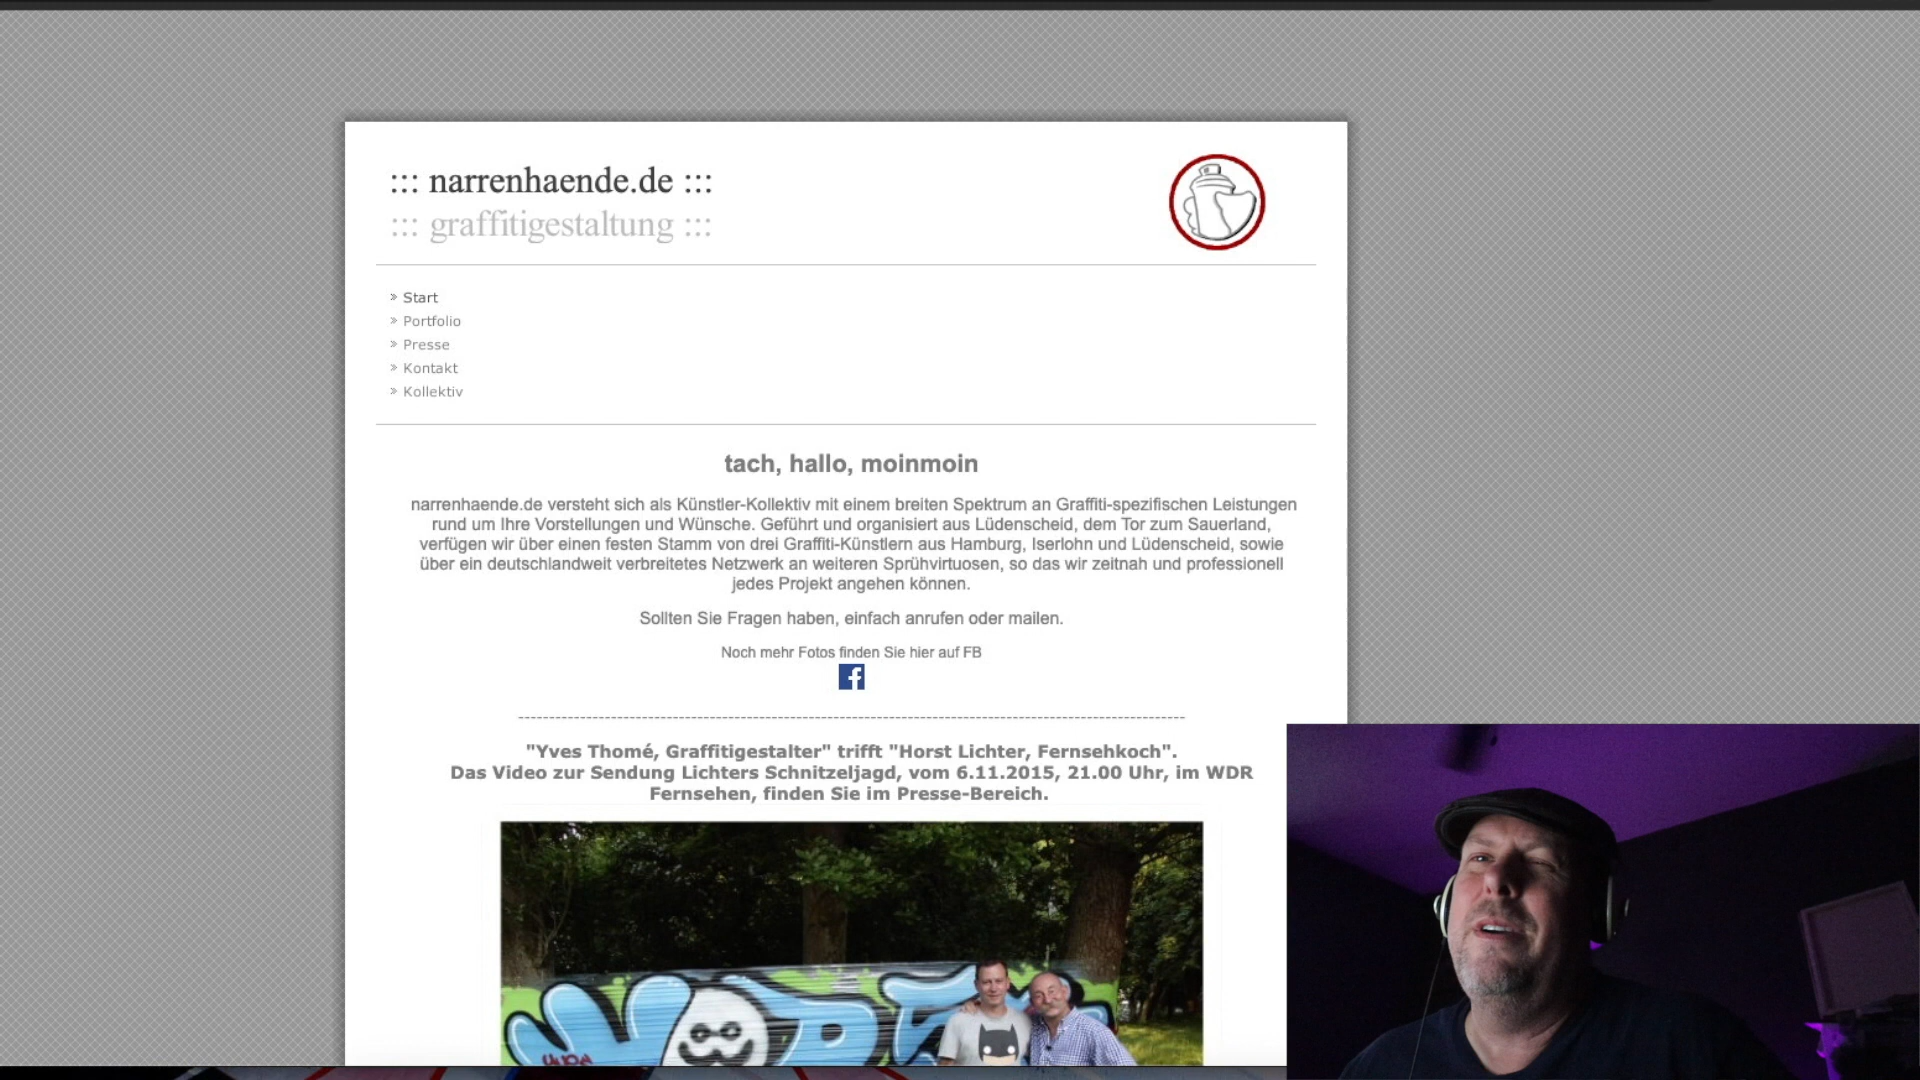 ::: narrenhaende.de :::
::: graffitigestaltung :::
» Start
» Portfolio
» Presse
» Kontakt
» Kollektiv
tach, hallo, moinmoin
narrenhaende.de versteht sich als Künstler-Kollektiv mit einem breiten Spektrum an Graffiti-spezifischen Leistungen
rund um Ihre Vorstellungen und Wünsche. Geführt und organisiert aus Lüdenscheid, dem Tor zum Sauerland,
verfügen wir über einen festen Stamm von drei Graffiti-Künstlern aus Hamburg, Iserlohn und Lüdenscheid, sowie
über ein deutschlandweit verbreitetes Netzwerk an weiteren Sprühvirtuosen, so das wir zeitnah und professionell
jedes Projekt angehen können.
Sollten Sie Fragen haben, einfach anrufen oder mailen.
Noch mehr Fotos finden Sie hier auf FB
f
--------------------------------------------------------------------------------------------------------------
"Yves Thomé, Graffitigestalter" trifft "Horst Lichter, Fernsehkoch".
Das Video zur Sendung Lichters Schnitzeljagd, vom 6.11.2015, 21.00 Uhr, im WDR
Fernsehen, finden Sie im Presse-Bereich.